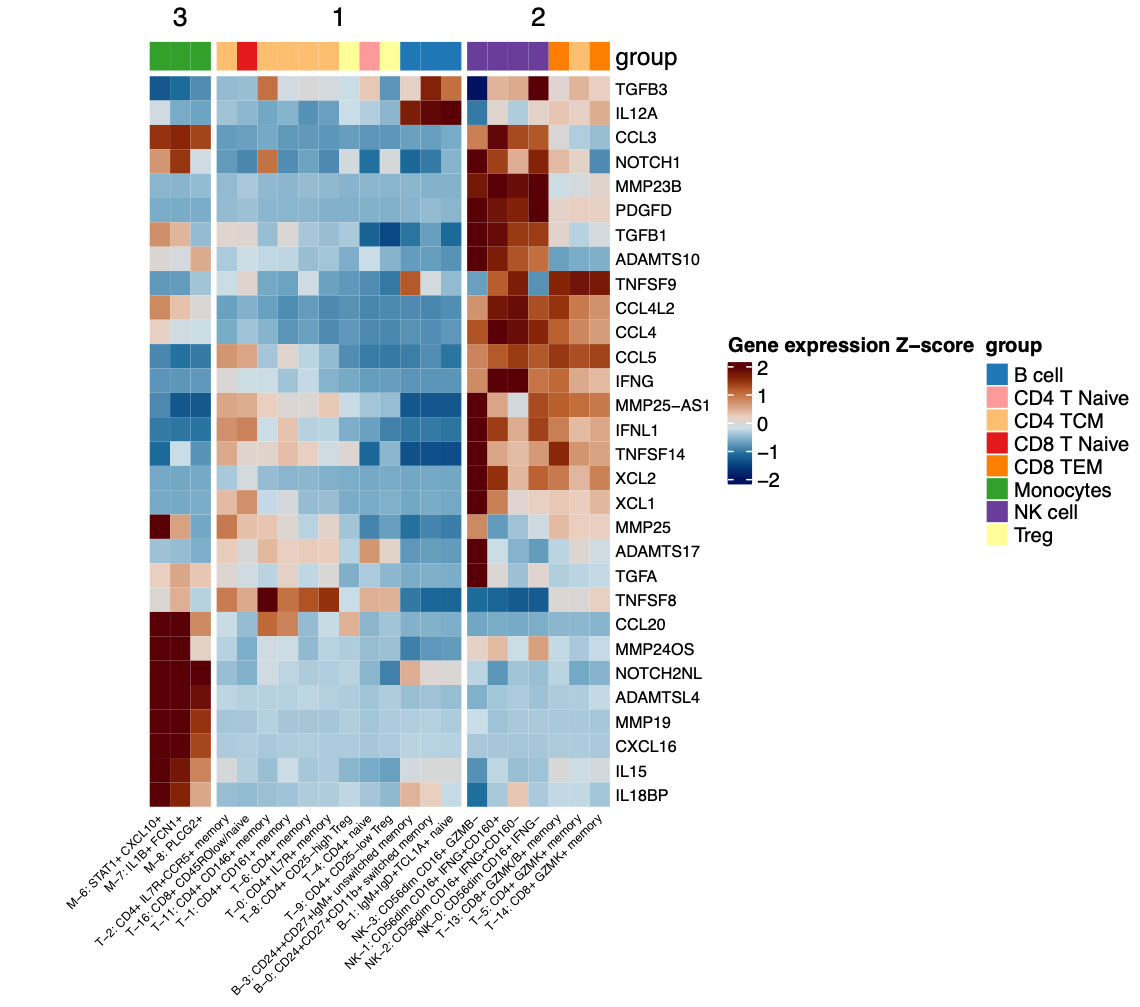 3 1 2
group
TGFB3
IL12A
CCL3
NOTCH1
MMP23B
PDGFD
TGFB1
ADAMTS10
TNFSF9
CCL4L2
CCL4
CCL5
IFNG
MMP25−AS1
IFNL1
TNFSF14
XCL2
XCL1
MMP25
ADAMTS17
TGFA
TNFSF8
CCL20
MMP24OS
NOTCH2NL
ADAMTSL4
MMP19
CXCL16
IL15
IL18BP
M−6: STAT1+ CXCL10+
M−7: IL1B+ FCN1+
M−8: PLCG2+
T−2: CD4+ IL7R+CCR5+ memory
T−16: CD8+ CD45ROlow/naive
T−11: CD4+ CD146+ memory
T−1: CD4+ CD161+ memory
T−6: CD4+ memory
T−0: CD4+ IL7R+ memory
T−8: CD4+ CD25−high Treg
T−4: CD4+ naive
T−9: CD4+ CD25−low Treg
B−3: CD24++CD27+IgM+ unswitched memory
B−0: CD24+CD27+CD11b+ switched memory
B−1: IgM+IgD+TCL1A+ naive
NK−3: CD56dim CD16+ GZMB−
NK−1: CD56dim CD16+ IFNG+CD160+
NK−2: CD56dim CD16+ IFNG+CD160−
NK−0: CD56dim CD16+ IFNG−
T−13: CD8+ GZMK/B+ memory
T−5: CD4+ GZMK+ memory
T−14: CD8+ GZMK+ memory
Gene expression Z−score
2
1
0
−1
−2
group
B cell
CD4 T Naive
CD4 TCM
CD8 T Naive
CD8 TEM
Monocytes
NK cell
Treg